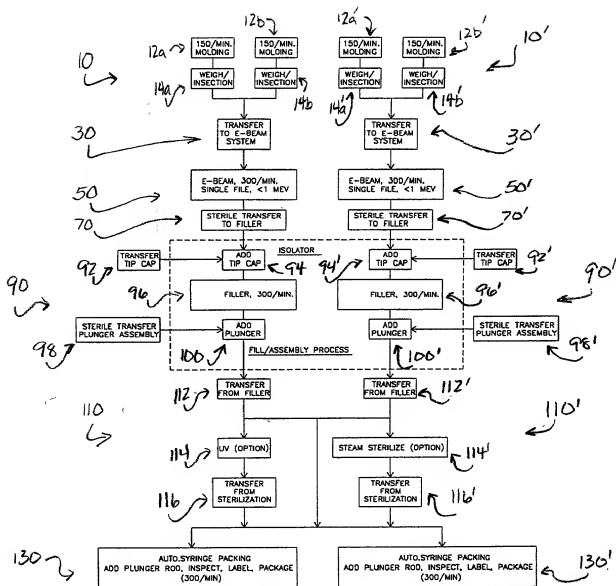 12a
12b
12a'
12b'
150/MIN.
MOLDING
150/MIN.
MOLDING
150/MIN.
MOLDING
150/MIN.
MOLDING
10
10'
WEIGH/
INSECTION
WEIGH/
INSECTION
WEIGH/
INSECTION
WEIGH/
INSECTION
14a
14b
14a'
14b'
30
TRANSFER
TO E-BEAM
SYSTEM
TRANSFER
TO E-BEAM
SYSTEM
30'
50
E-BEAM, 300/MIN.
SINGLE FILE, <1 MEV
E-BEAM, 300/MIN.
SINGLE FILE, <1 MEV
50'
70
STERILE TRANSFER
TO FILLER
STERILE TRANSFER
TO FILLER
70'
ISOLATOR
92
TRANSFER
TIP CAP
ADD
TIP CAP
94
94'
ADD
TIP CAP
TRANSFER
TIP CAP
92'
90
96
FILLER, 300/MIN.
FILLER, 300/MIN.
96'
90'
98
STERILE TRANSFER
PLUNGER ASSEMBLY
ADD
PLUNGER
ADD
PLUNGER
STERILE TRANSFER
PLUNGER ASSEMBLY
98'
100
FILL/ASSEMBLY PROCESS
100'
112
TRANSFER
FROM FILLER
TRANSFER
FROM FILLER
112'
110
110'
114
UV (OPTION)
STEAM STERILIZE (OPTION)
114'
116
TRANSFER
FROM
STERILIZATION
TRANSFER
FROM
STERILIZATION
116'
130
AUTO.SYRINGE PACKING
ADD PLUNGER ROD, INSPECT, LABEL, PACKAGE
(300/MIN)
AUTO.SYRINGE PACKING
ADD PLUNGER ROD, INSPECT, LABEL, PACKAGE
(300/MIN)
130'